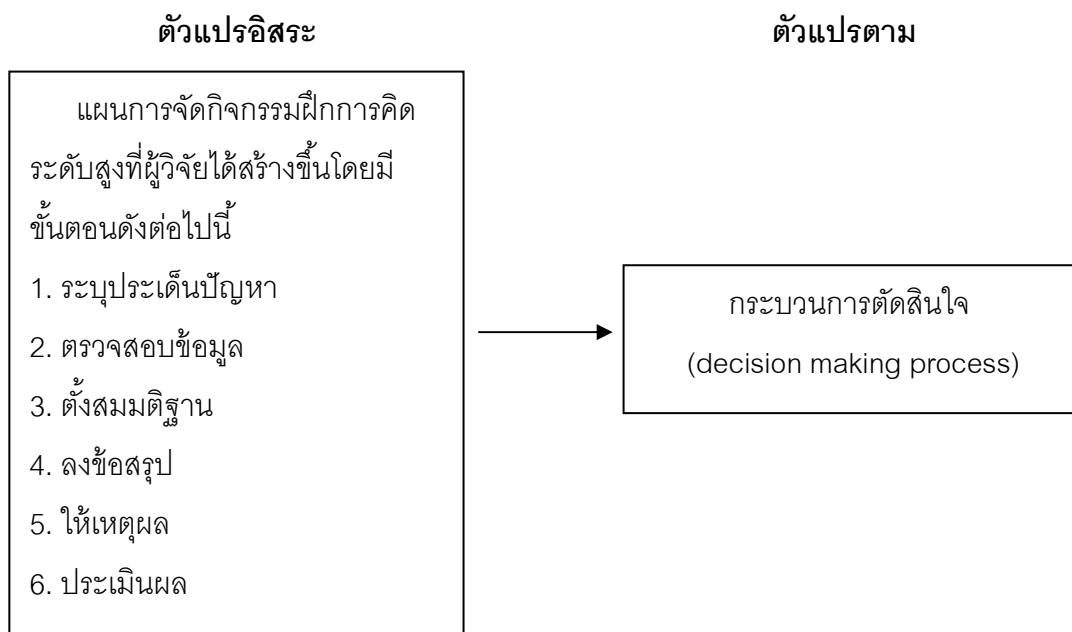 ตัวแปรอิสระ
ตัวแปรตาม
แผนการจัดกิจกรรมฝึกการคิด
ระดับสูงที่ผู้วิจัยได้สร้างขึ้นโดยมี
ขั้นตอนดังต่อไปนี้
1. ระบุประเด็นปัญหา
2. ตรวจสอบข้อมูล
3. ตั้งสมมติฐาน
4. ลงข้อสรุป
5. ให้เหตุผล
6. ประเมินผล
กระบวนการตัดสินใจ
(decision making process)